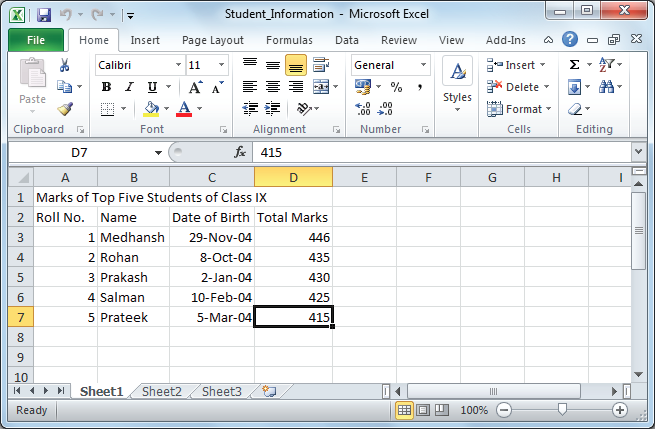 Student_Information - Microsoft Excel
File Home Insert Page Layout Formulas Data Review View Add-Ins
Calibri 11 General Insert Σ
Paste B I U % , Styles Delete
A Format
Clipboard Font Alignment Number Cells Editing
D7 fx 415
A B C D E F G H I
1 Marks of Top Five Students of Class IX
2 Roll No. Name Date of Birth Total Marks
3 1 Medhansh 29-Nov-04 446
4 2 Rohan 8-Oct-04 435
5 3 Prakash 2-Jan-04 430
6 4 Salman 10-Feb-04 425
7 5 Prateek 5-Mar-04 415
8
9
10
Sheet1 Sheet2 Sheet3
Ready 100%